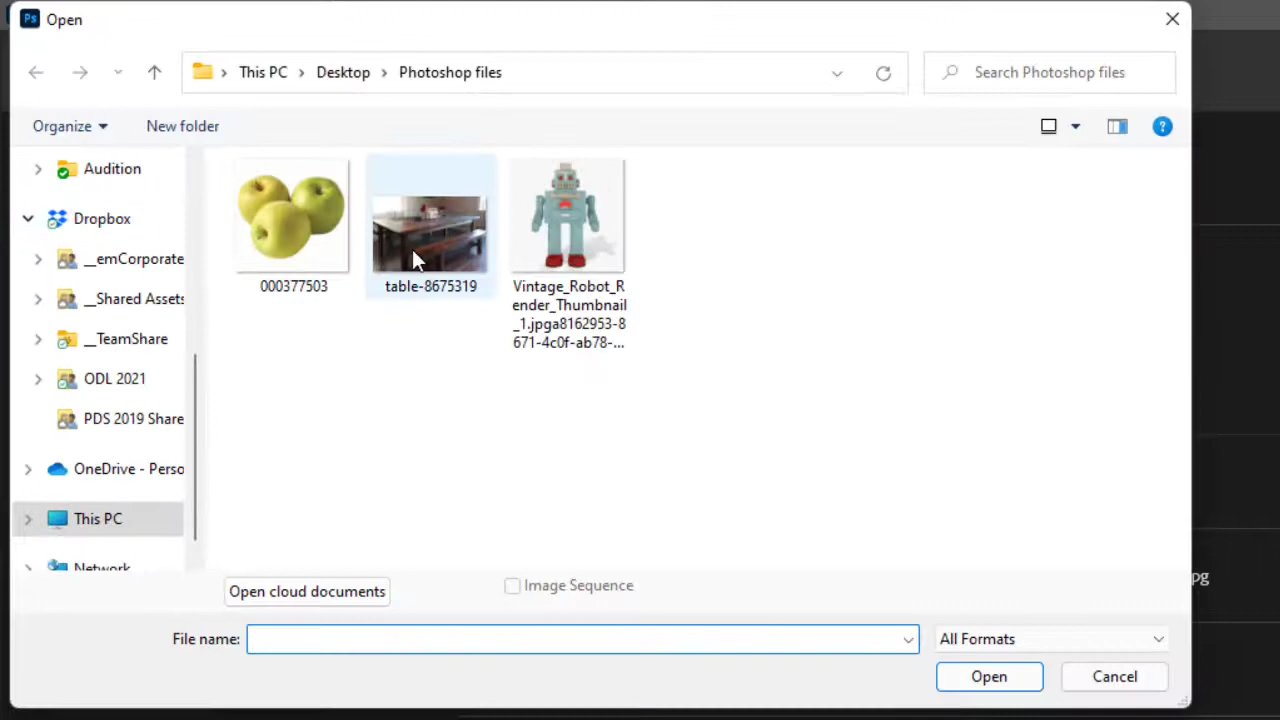 Ps Open
This PC > Desktop > Photoshop files
Search Photoshop files
Organize
New folder
?
Audition
Dropbox
__emCorporate
__Shared Assets
__TeamShare
ODL 2021
PDS 2019 Share
OneDrive - Perso
This PC
Network
000377503
table-8675319
Vintage_Robot_R
ender_Thumbnail
_1.jpga8162953-8
671-4c0f-ab78-...
pg
Open cloud documents
Image Sequence
File name:
All Formats
Open
Cancel